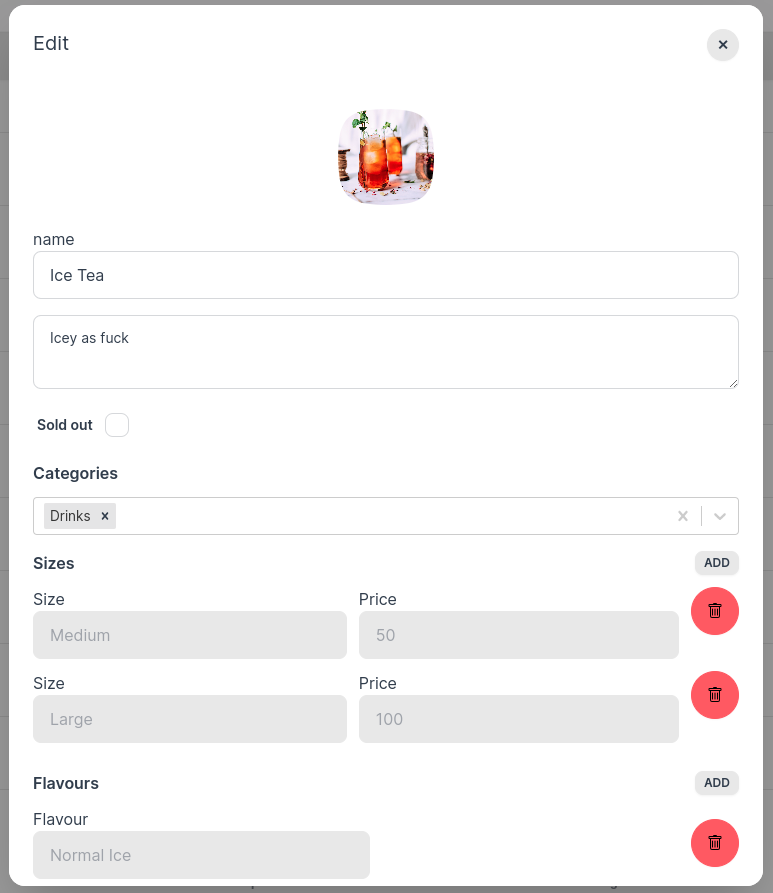 Edit
name
Ice Tea
Icey as fuck
Sold out
Categories
Drinks
Sizes ADD
Size Price
Medium 50
Size Price
Large 100
Flavours ADD
Flavour
Normal Ice